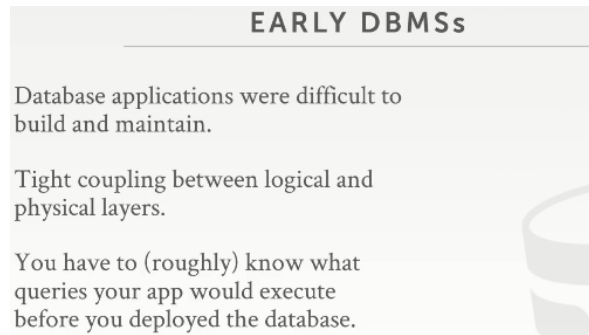 EARLY DBMSs
Database applications were difficult to
build and maintain.
Tight coupling between logical and
physical layers.
You have to (roughly) know what
queries your app would execute
before you deployed the database.